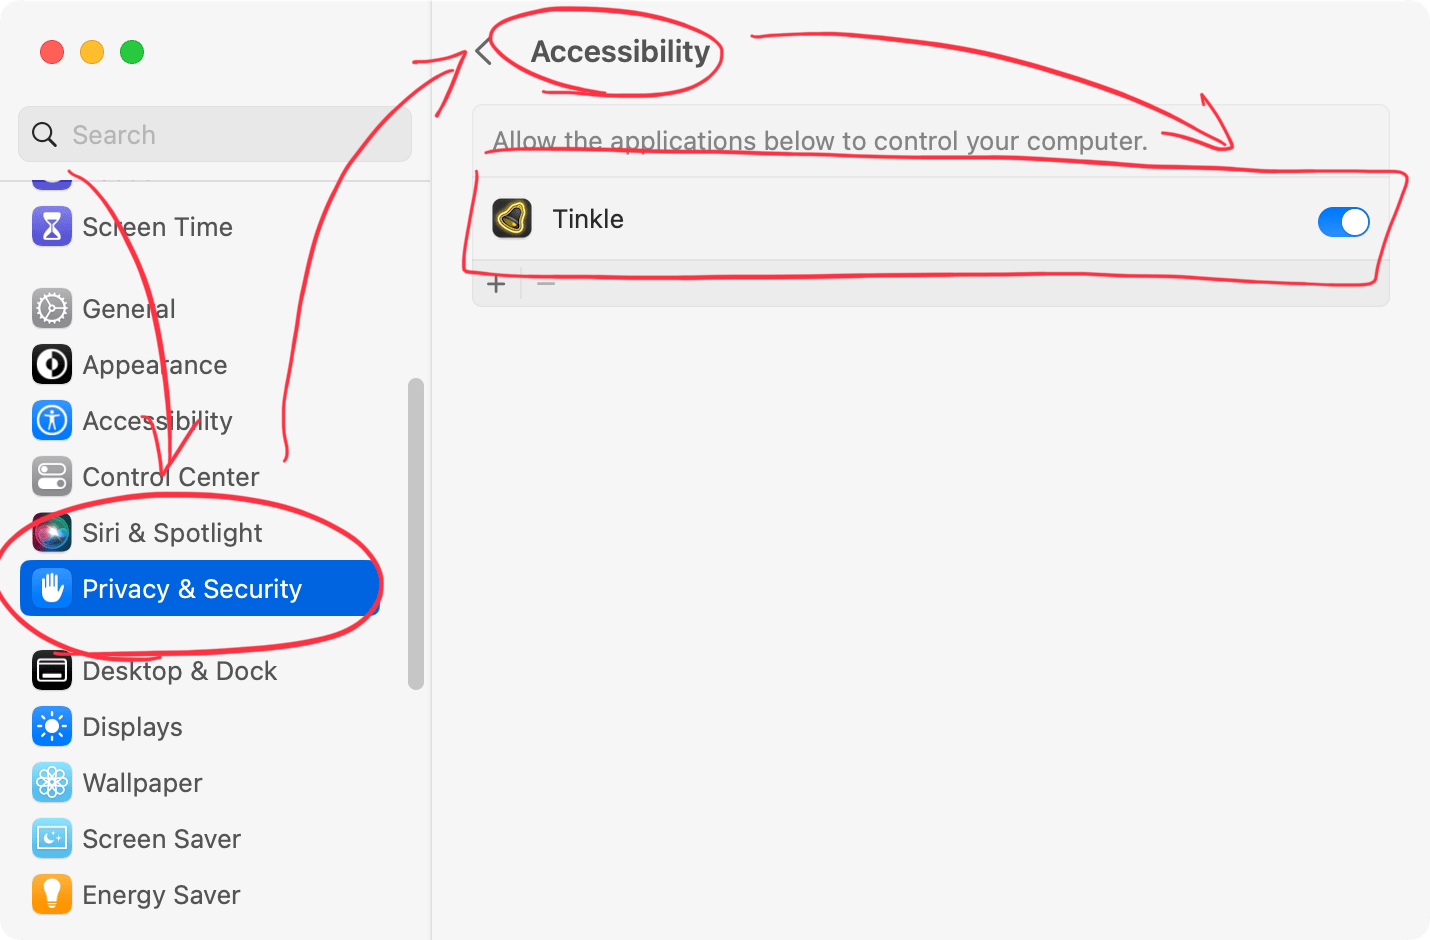 Search
Screen Time
General
Appearance
Accessibility
Control Center
Siri & Spotlight
Privacy & Security
Desktop & Dock
Displays
Wallpaper
Screen Saver
Energy Saver
Accessibility
Allow the applications below to control your computer.
Tinkle